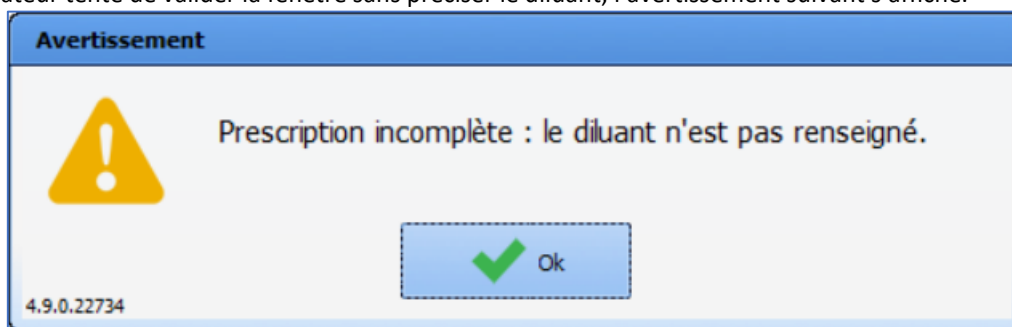 Avertissement
Prescription incomplète : le diluant n'est pas renseigné.
Ok
4.9.0.22734